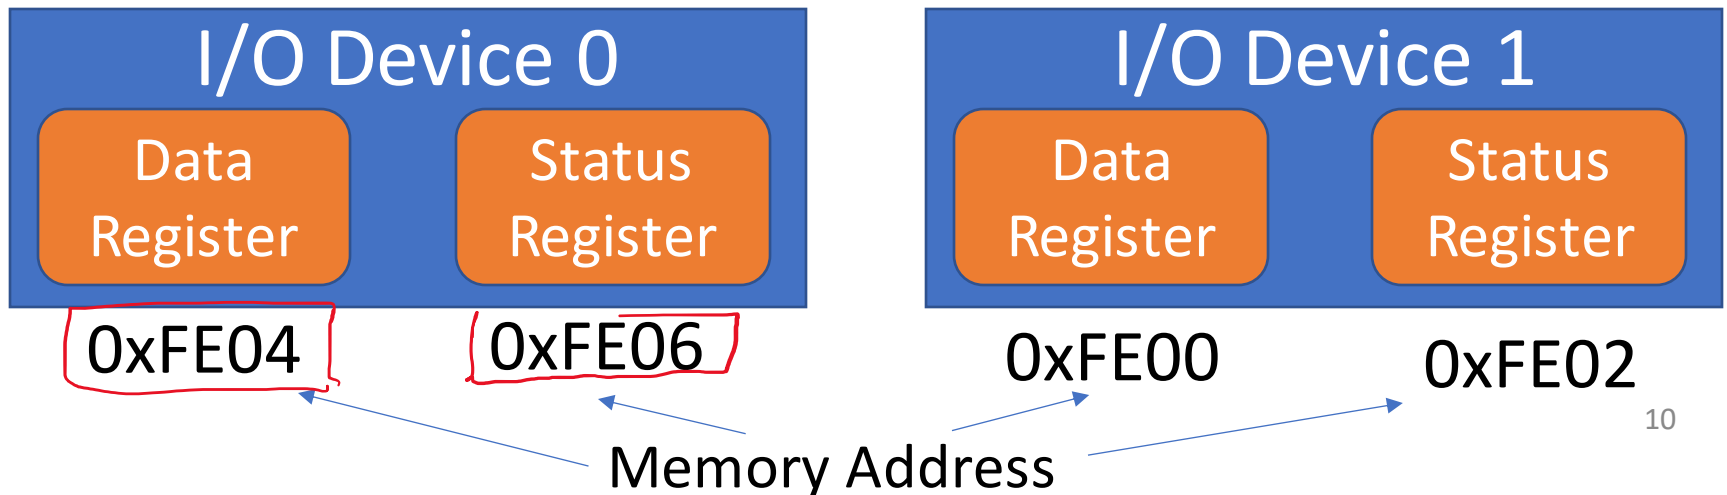 I/O Device 0
Data
Register
Status
Register
0xFE04
0xFE06
I/O Device 1
Data
Register
Status
Register
0xFE00
0xFE02
Memory Address
10